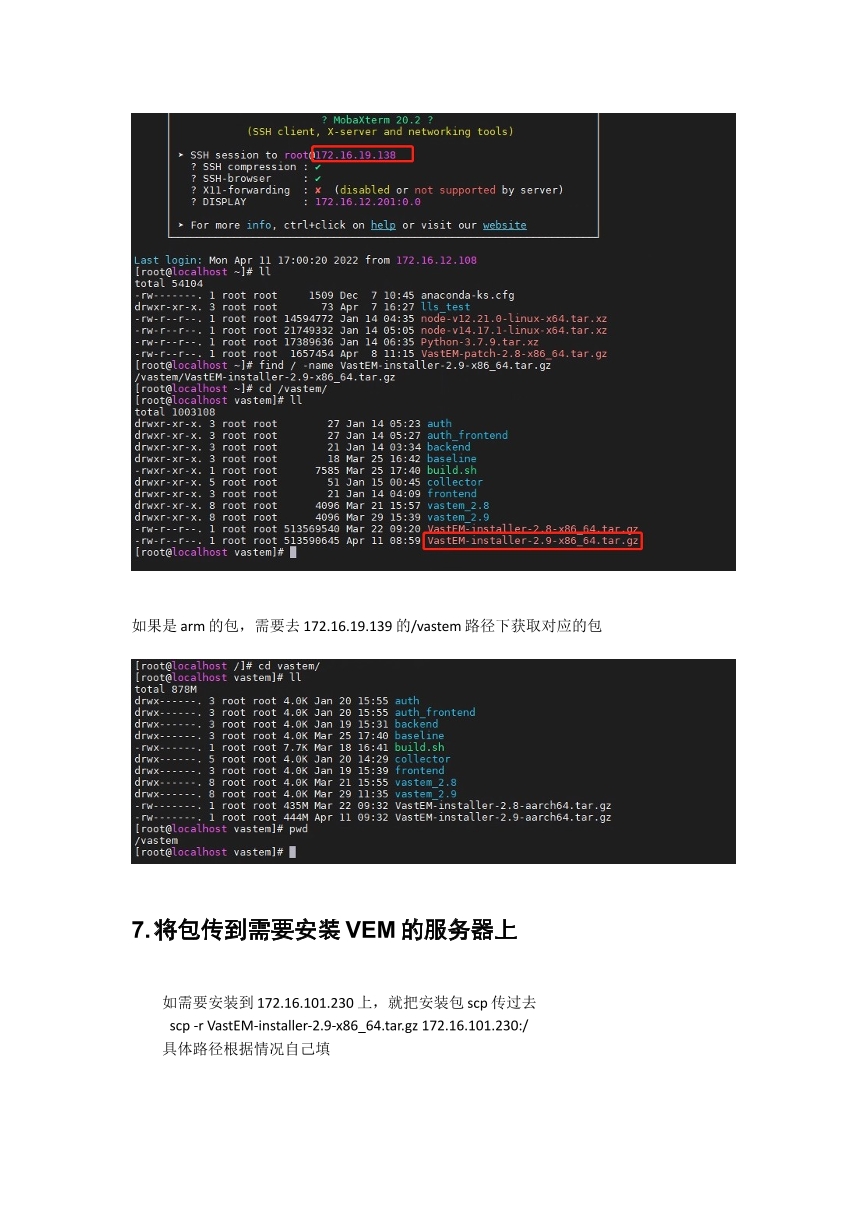 ? MobaXterm 20.2 ?
(SSH client, X-server and networking tools)
➤ SSH session to root@172.16.19.138
? SSH compression : ✔
? SSH-browser : ✔
? X11-forwarding : ✘ (disabled or not supported by server)
? DISPLAY : 172.16.12.201:0.0
➤ For more info, ctrl+click on help or visit our website
Last login: Mon Apr 11 17:00:20 2022 from 172.16.12.108
[root@localhost ~]# ll
total 54104
-rw-------. 1 root root 1509 Dec 7 10:45 anaconda-ks.cfg
drwxr-xr-x. 3 root root 73 Apr 7 16:27 lls_test
-rw-r--r--. 1 root root 14594772 Jan 14 04:35 node-v12.21.0-linux-x64.tar.xz
-rw-r--r--. 1 root root 21749332 Jan 14 05:05 node-v14.17.1-linux-x64.tar.xz
-rw-r--r--. 1 root root 17389636 Jan 14 06:35 Python-3.7.9.tar.xz
-rw-r--r--. 1 root root 1657454 Apr 8 11:15 VastEM-patch-2.8-x86_64.tar.gz
[root@localhost ~]# find / -name VastEM-installer-2.9-x86_64.tar.gz
/vastem/VastEM-installer-2.9-x86_64.tar.gz
[root@localhost ~]# cd /vastem/
[root@localhost vastem]# ll
total 1003108
drwxr-xr-x. 3 root root 27 Jan 14 05:23 auth
drwxr-xr-x. 3 root root 27 Jan 14 05:27 auth_frontend
drwxr-xr-x. 3 root root 21 Jan 14 03:34 backend
drwxr-xr-x. 3 root root 18 Mar 25 16:42 baseline
-rwxr-xr-x. 1 root root 7585 Mar 25 17:40 build.sh
drwxr-xr-x. 5 root root 51 Jan 15 00:45 collector
drwxr-xr-x. 3 root root 21 Jan 14 04:09 frontend
drwxr-xr-x. 8 root root 4096 Mar 21 15:57 vastem_2.8
drwxr-xr-x. 8 root root 4096 Mar 29 15:39 vastem_2.9
-rw-r--r--. 1 root root 513569540 Mar 22 09:20 VastEM-installer-2.8-x86_64.tar.gz
-rw-r--r--. 1 root root 513590645 Apr 11 08:59 VastEM-installer-2.9-x86_64.tar.gz
[root@localhost vastem]#
如果是 arm 的包，需要去 172.16.19.139 的/vastem 路径下获取对应的包
[root@localhost /]# cd vastem/
[root@localhost vastem]# ll
total 878M
drwx------. 3 root root 4.0K Jan 20 15:55 auth
drwx------. 3 root root 4.0K Jan 20 15:55 auth_frontend
drwx------. 3 root root 4.0K Jan 19 15:31 backend
drwx------. 3 root root 4.0K Mar 25 17:40 baseline
-rwx------. 1 root root 7.7K Mar 18 16:41 build.sh
drwx------. 5 root root 4.0K Jan 20 14:29 collector
drwx------. 3 root root 4.0K Jan 19 15:39 frontend
drwx------. 8 root root 4.0K Mar 21 15:55 vastem_2.8
drwx------. 8 root root 4.0K Mar 29 11:35 vastem_2.9
-rw-------. 1 root root 435M Mar 22 09:32 VastEM-installer-2.8-aarch64.tar.gz
-rw-------. 1 root root 444M Apr 11 09:32 VastEM-installer-2.9-aarch64.tar.gz
[root@localhost vastem]# pwd
/vastem
[root@localhost vastem]#
7. 将包传到需要安装 VEM 的服务器上
如需要安装到 172.16.101.230 上，就把安装包 scp 传过去
scp -r VastEM-installer-2.9-x86_64.tar.gz 172.16.101.230:/
具体路径根据情况自己填